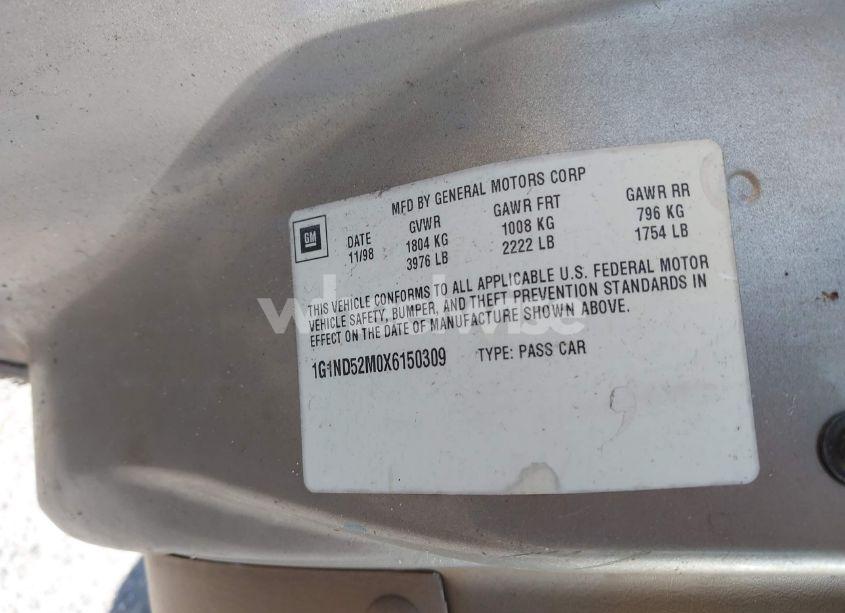 MFD BY GENERAL MOTORS CORP
GM
DATE GVWR GAWR FRT GAWR RR
11/98 1804 KG 1008 KG 796 KG
3976 LB 2222 LB 1754 LB
THIS VEHICLE CONFORMS TO ALL APPLICABLE U.S. FEDERAL MOTOR
VEHICLE SAFETY, BUMPER, AND THEFT PREVENTION STANDARDS IN
EFFECT ON THE DATE OF MANUFACTURE SHOWN ABOVE.
1G1ND52M0X6150309 TYPE: PASS CAR